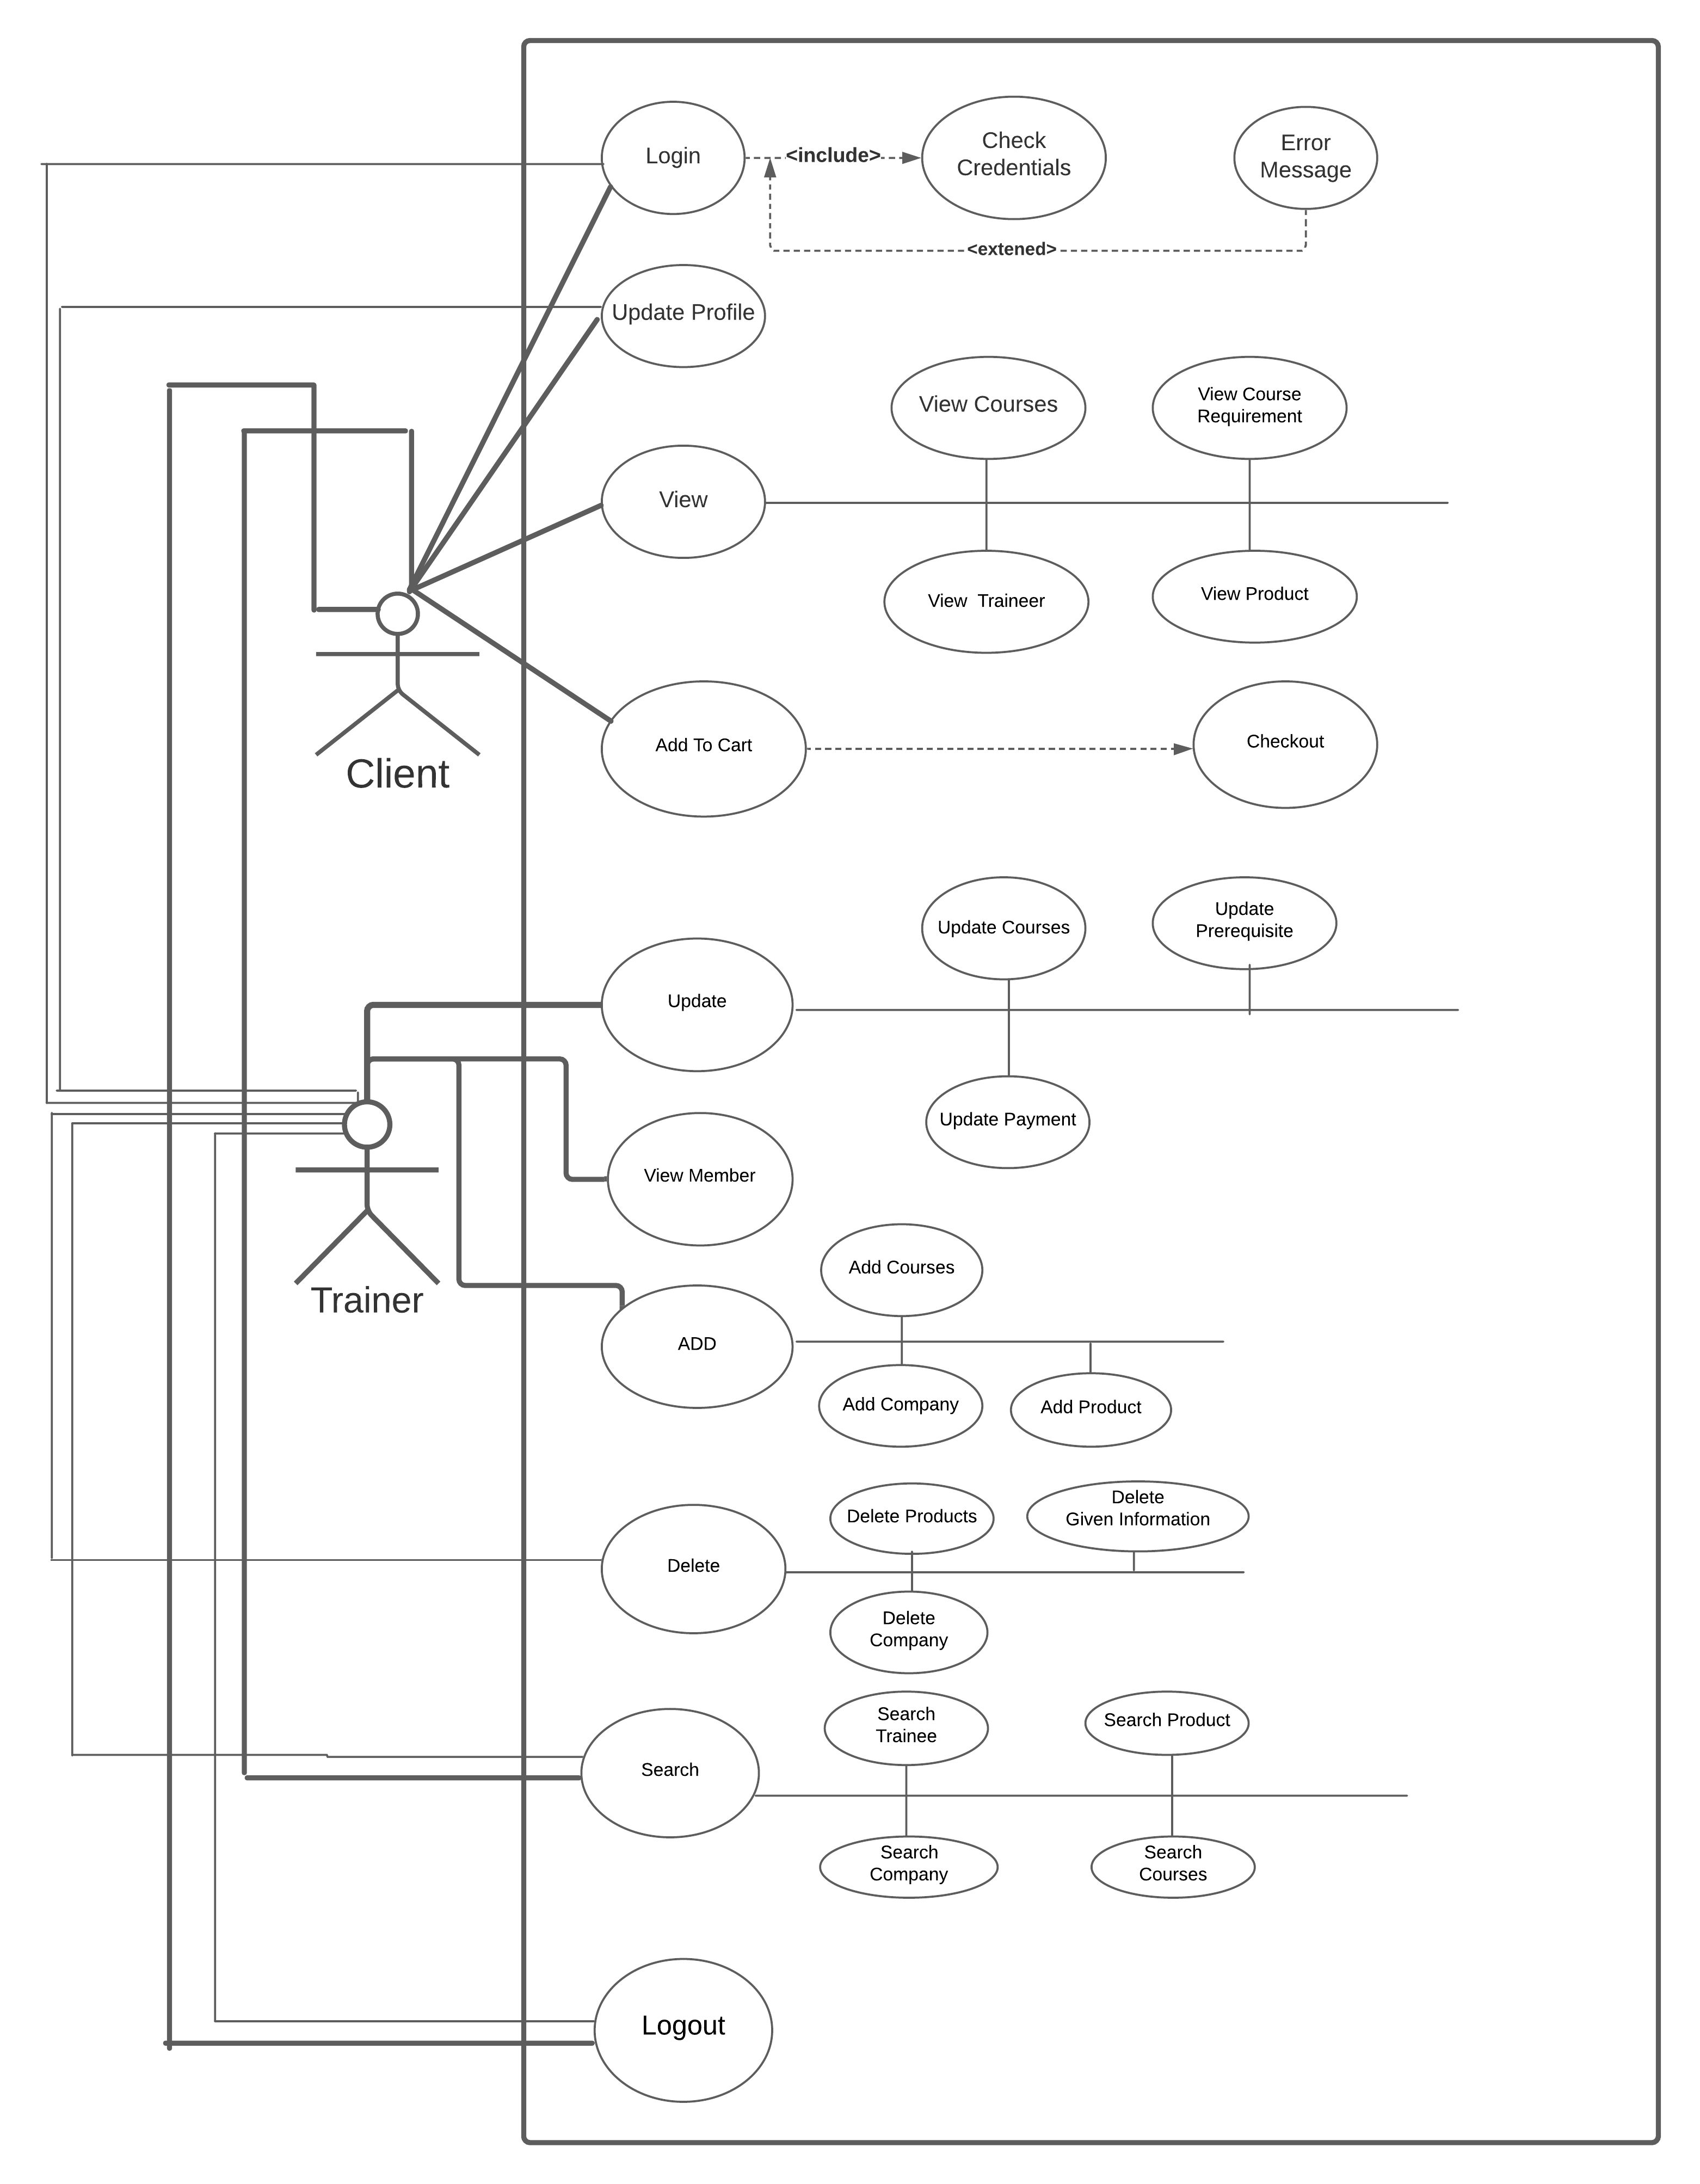 Login
<include>
Check
Credentials
Error
Message
<extened>
Update Profile
View Courses
View Course
Requirement
View
View  Traineer
View Product
Client
Add To Cart
Checkout
Update Courses
Update
Prerequisite
Update
Update Payment
View Member
Trainer
Add Courses
ADD
Add Company
Add Product
Delete Products
Delete
Given Information
Delete
Delete
Company
Search
Trainee
Search Product
Search
Search
Company
Search
Courses
Logout